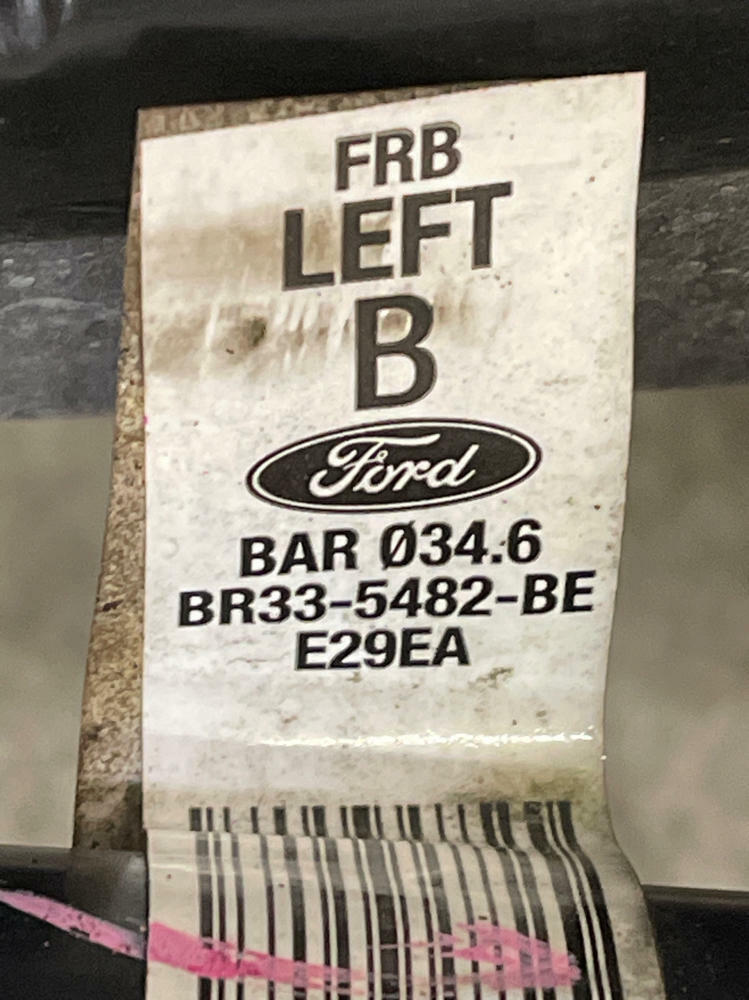 FRB
LEFT
B
Ford
BAR Ø34.6
BR33-5482-BE
E29EA